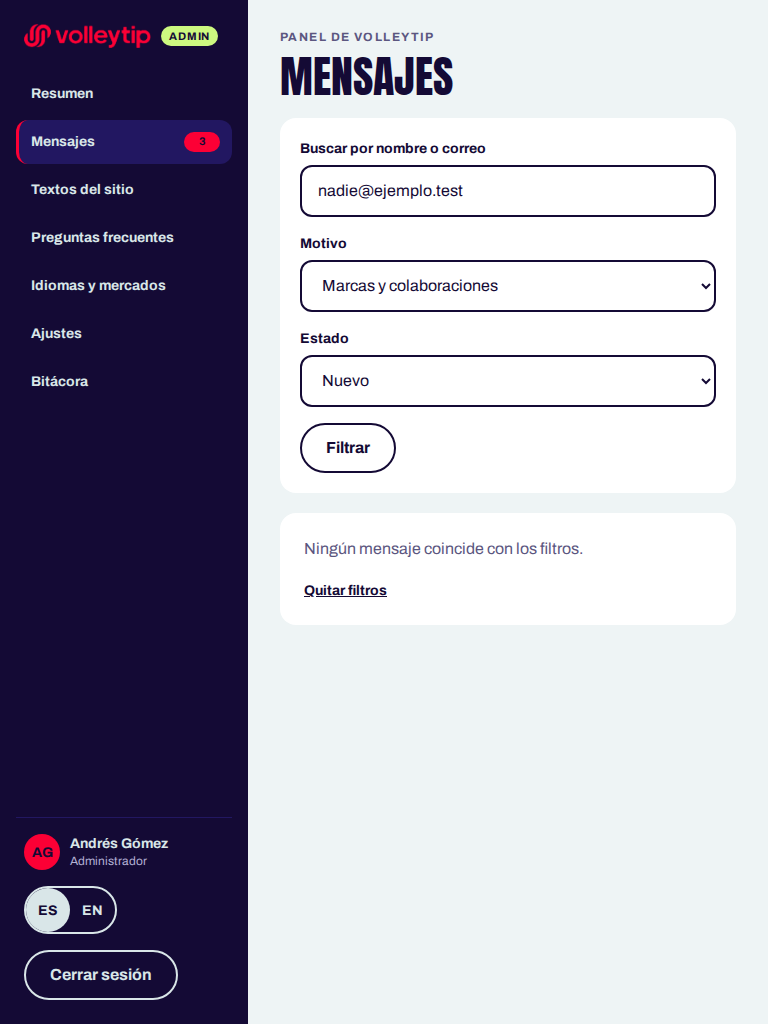 volleytip ADMIN
Resumen
Mensajes 3
Textos del sitio
Preguntas frecuentes
Idiomas y mercados
Ajustes
Bitácora
AG
Andrés Gómez
Administrador
ES EN
Cerrar sesión
PANEL DE VOLLEYTIP
MENSAJES
Buscar por nombre o correo
nadie@ejemplo.test
Motivo
Marcas y colaboraciones
Estado
Nuevo
Filtrar
Ningún mensaje coincide con los filtros.
Quitar filtros